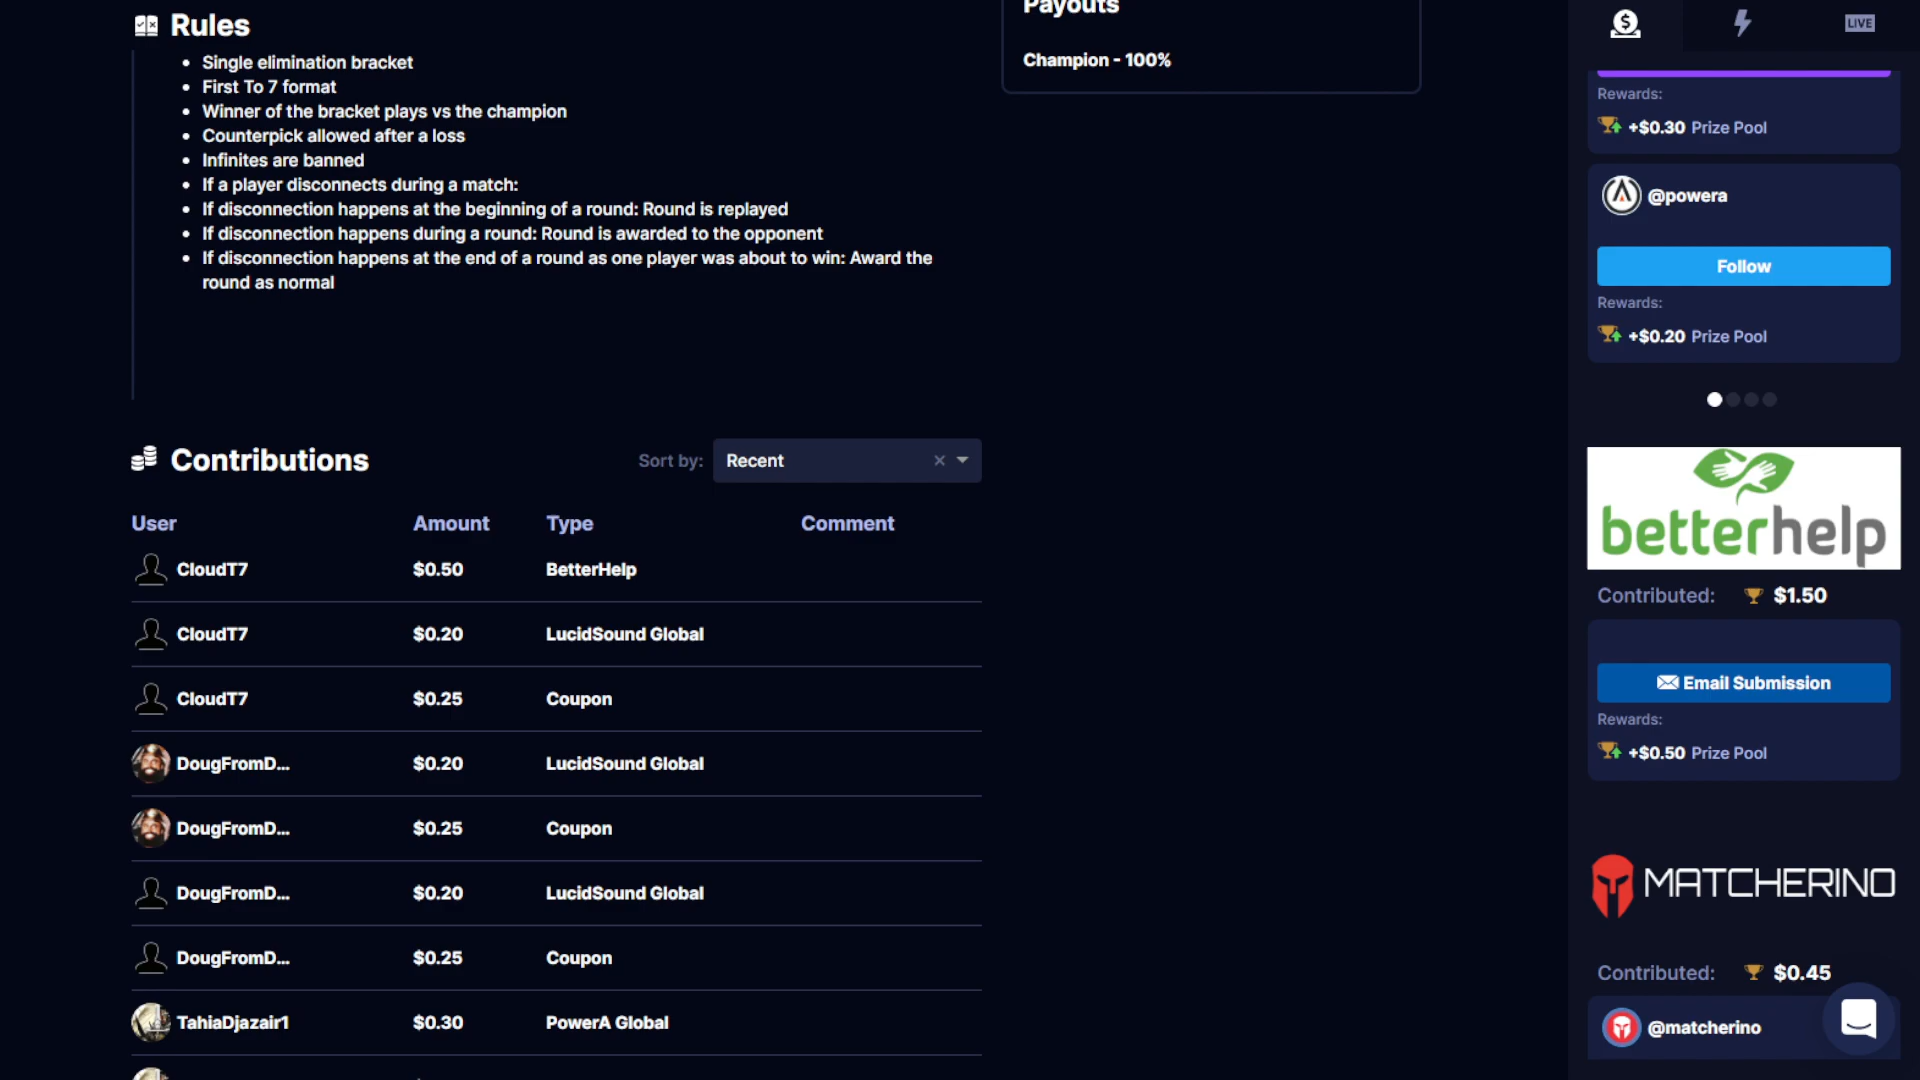 Rules
Single elimination bracket
First To 7 format
Winner of the bracket plays vs the champion
Counterpick allowed after a loss
Infinites are banned
If a player disconnects during a match:
If disconnection happens at the beginning of a round: Round is replayed
If disconnection happens during a round: Round is awarded to the opponent
If disconnection happens at the end of a round as one player was about to win: Award the
round as normal
Payouts
Champion - 100%
Contributions
Sort by: Recent
User Amount Type Comment
CloudT7 $0.50 BetterHelp
CloudT7 $0.20 LucidSound Global
CloudT7 $0.25 Coupon
DougFromD... $0.20 LucidSound Global
DougFromD... $0.25 Coupon
DougFromD... $0.20 LucidSound Global
DougFromD... $0.25 Coupon
TahiaDjazair1 $0.30 PowerA Global
LIVE
Rewards:
+$0.30 Prize Pool
@powera
Follow
Rewards:
+$0.20 Prize Pool
betterhelp
Contributed: $1.50
Email Submission
Rewards:
+$0.50 Prize Pool
MATCHERINO
Contributed: $0.45
@matcherino